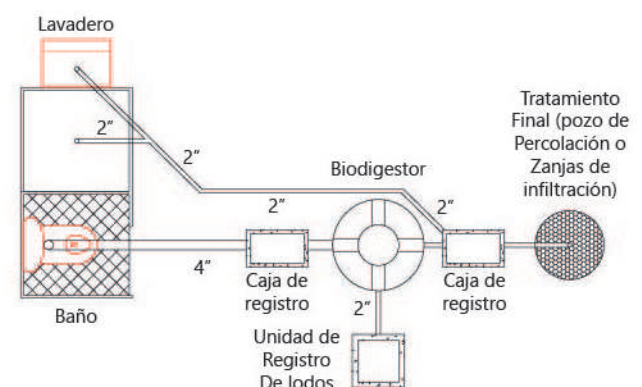 Lavadero
2"
2"
2"
Biodigestor
2"
Tratamiento
Final (pozo de
Percolación o
Zanjas de
infiltración)
4"
Caja de
registro
2"
Caja de
registro
Baño
Unidad de
Registro
De lodos